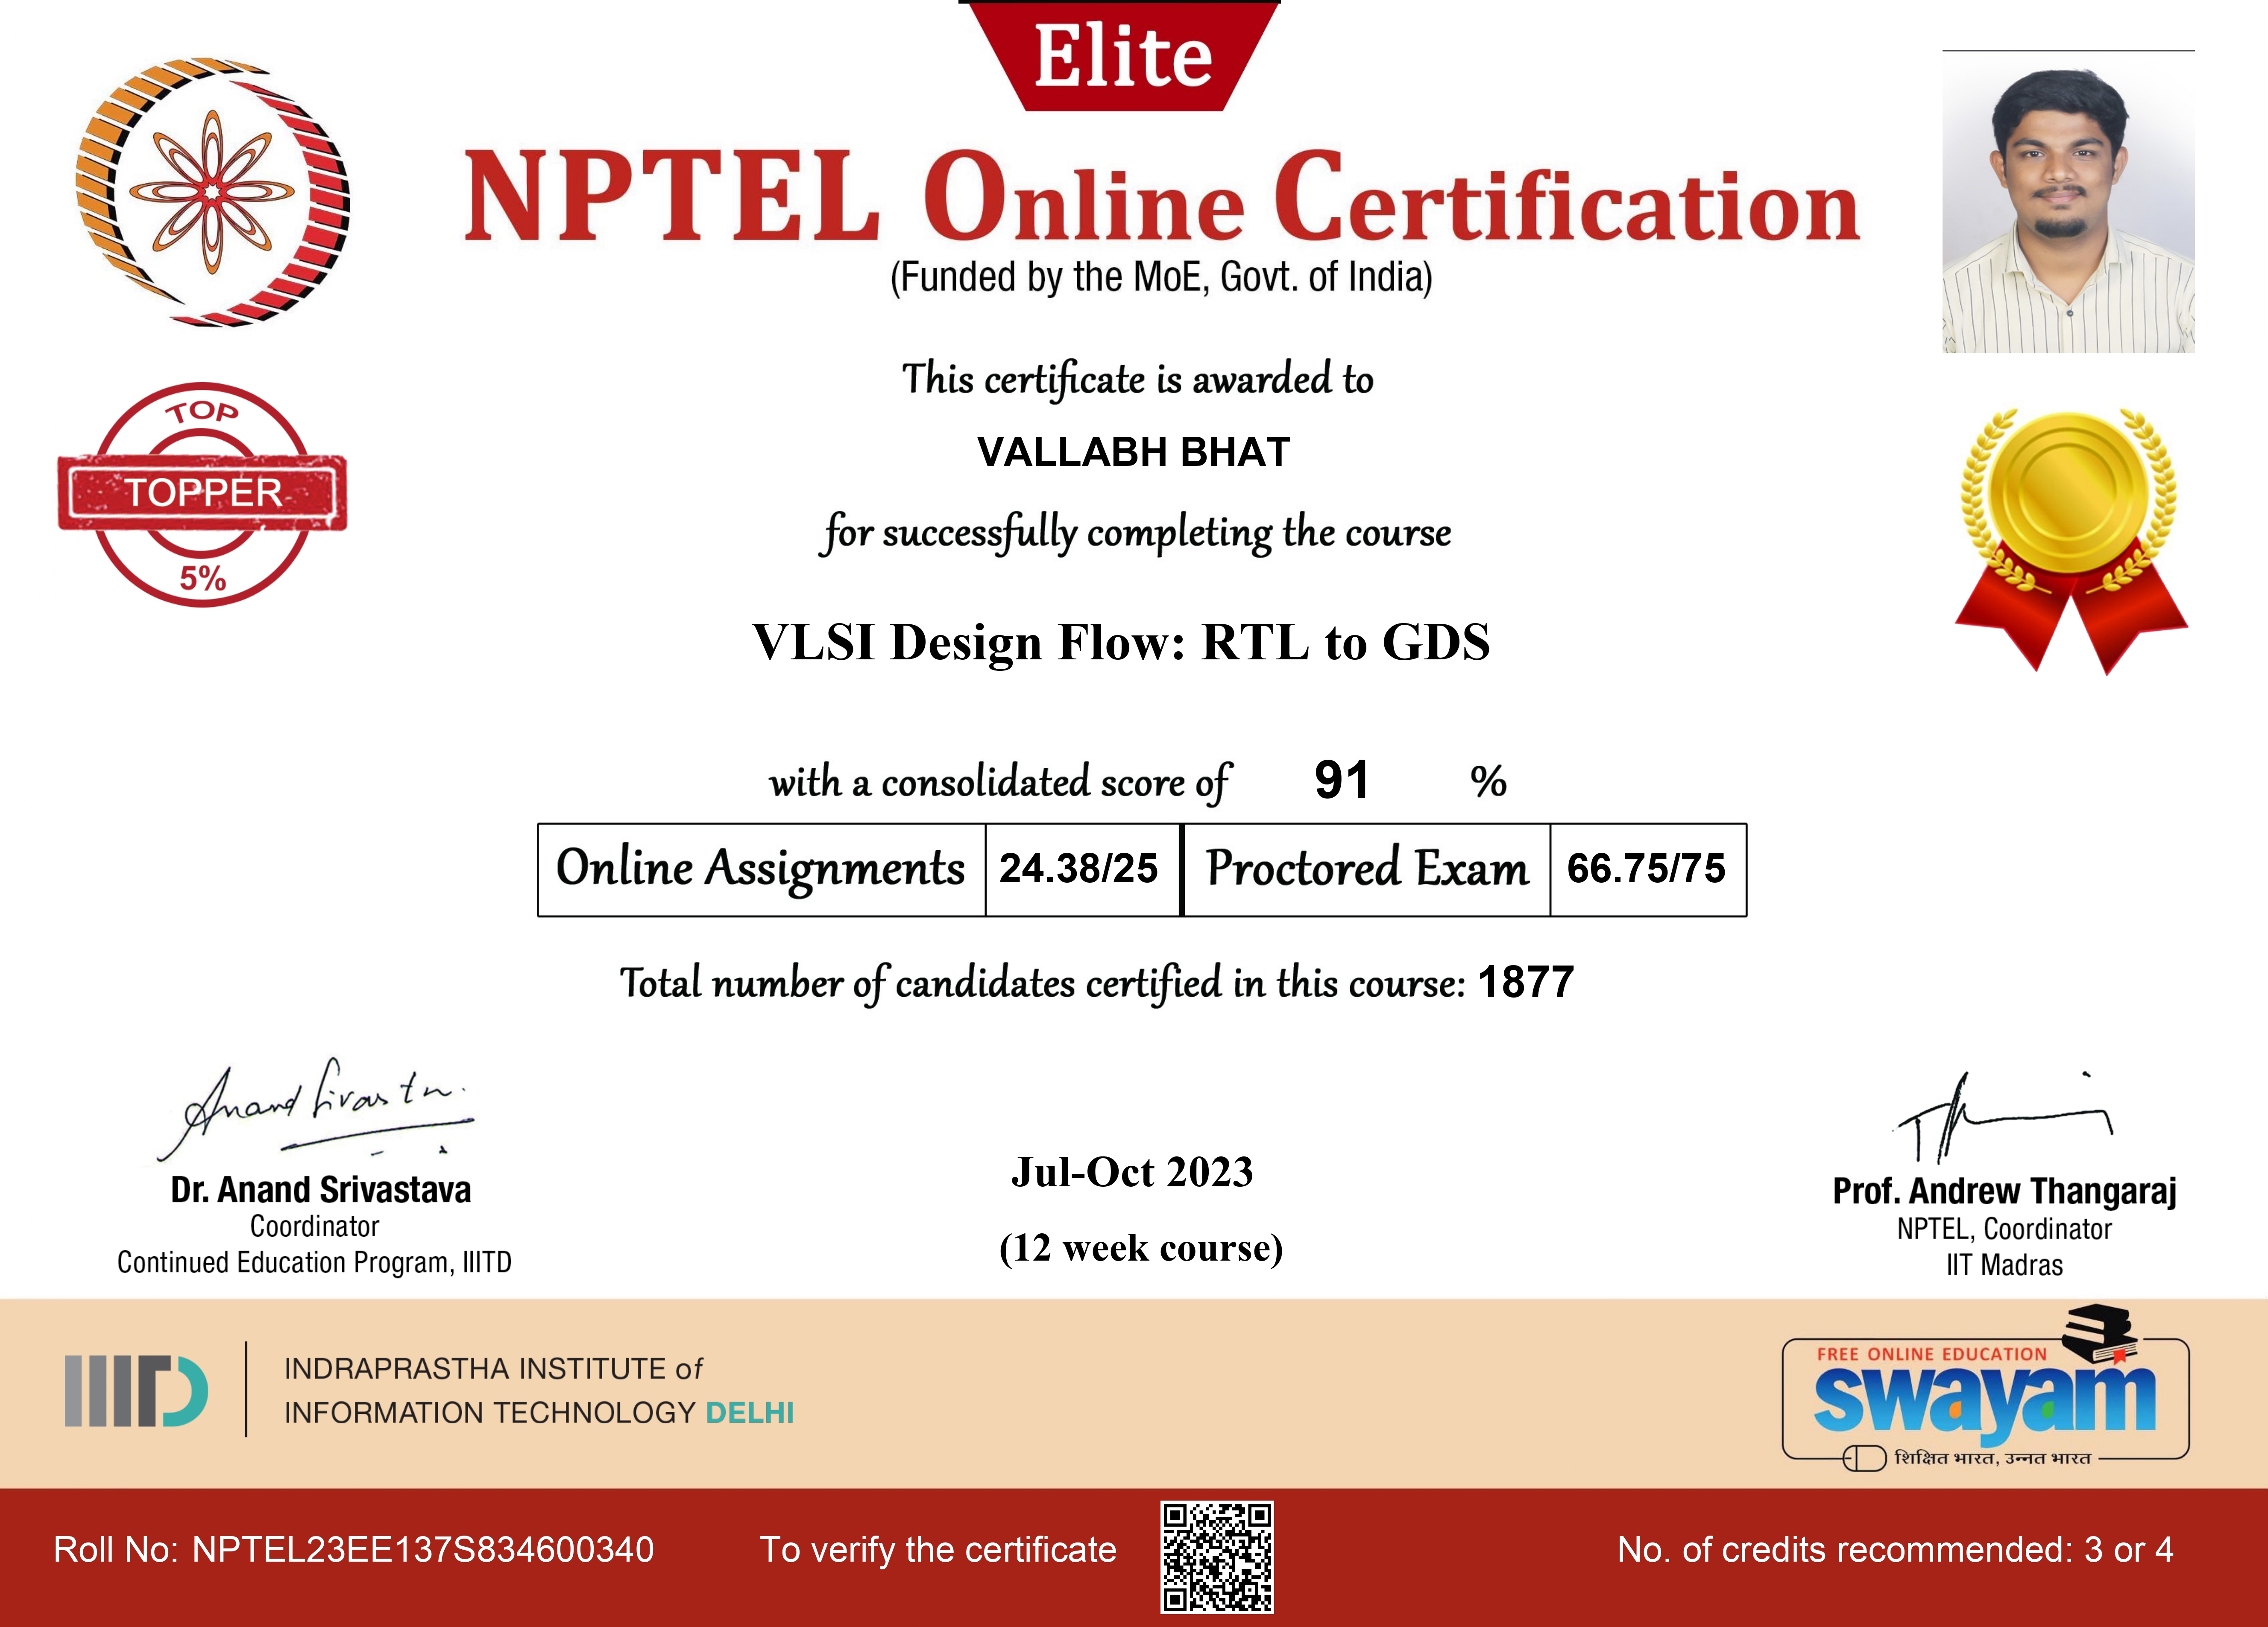 Elite
NPTEL Online Certification
(Funded by the MoE, Govt. of India)
This certificate is awarded to
VALLABH BHAT
for successfully completing the course
VLSI Design Flow: RTL to GDS
TOP
TOPPER
5%
with a consolidated score of 91 %
Online Assignments 24.38/25 Proctored Exam 66.75/75
Total number of candidates certified in this course: 1877
Dr. Anand Srivastava
Coordinator
Continued Education Program, IIITD
Jul-Oct 2023
(12 week course)
Prof. Andrew Thangaraj
NPTEL, Coordinator
IIT Madras
IIITD
INDRAPRASTHA INSTITUTE of
INFORMATION TECHNOLOGY DELHI
FREE ONLINE EDUCATION
swayam
शिक्षित भारत, उन्नत भारत
Roll No: NPTEL23EE137S834600340 To verify the certificate No. of credits recommended: 3 or 4